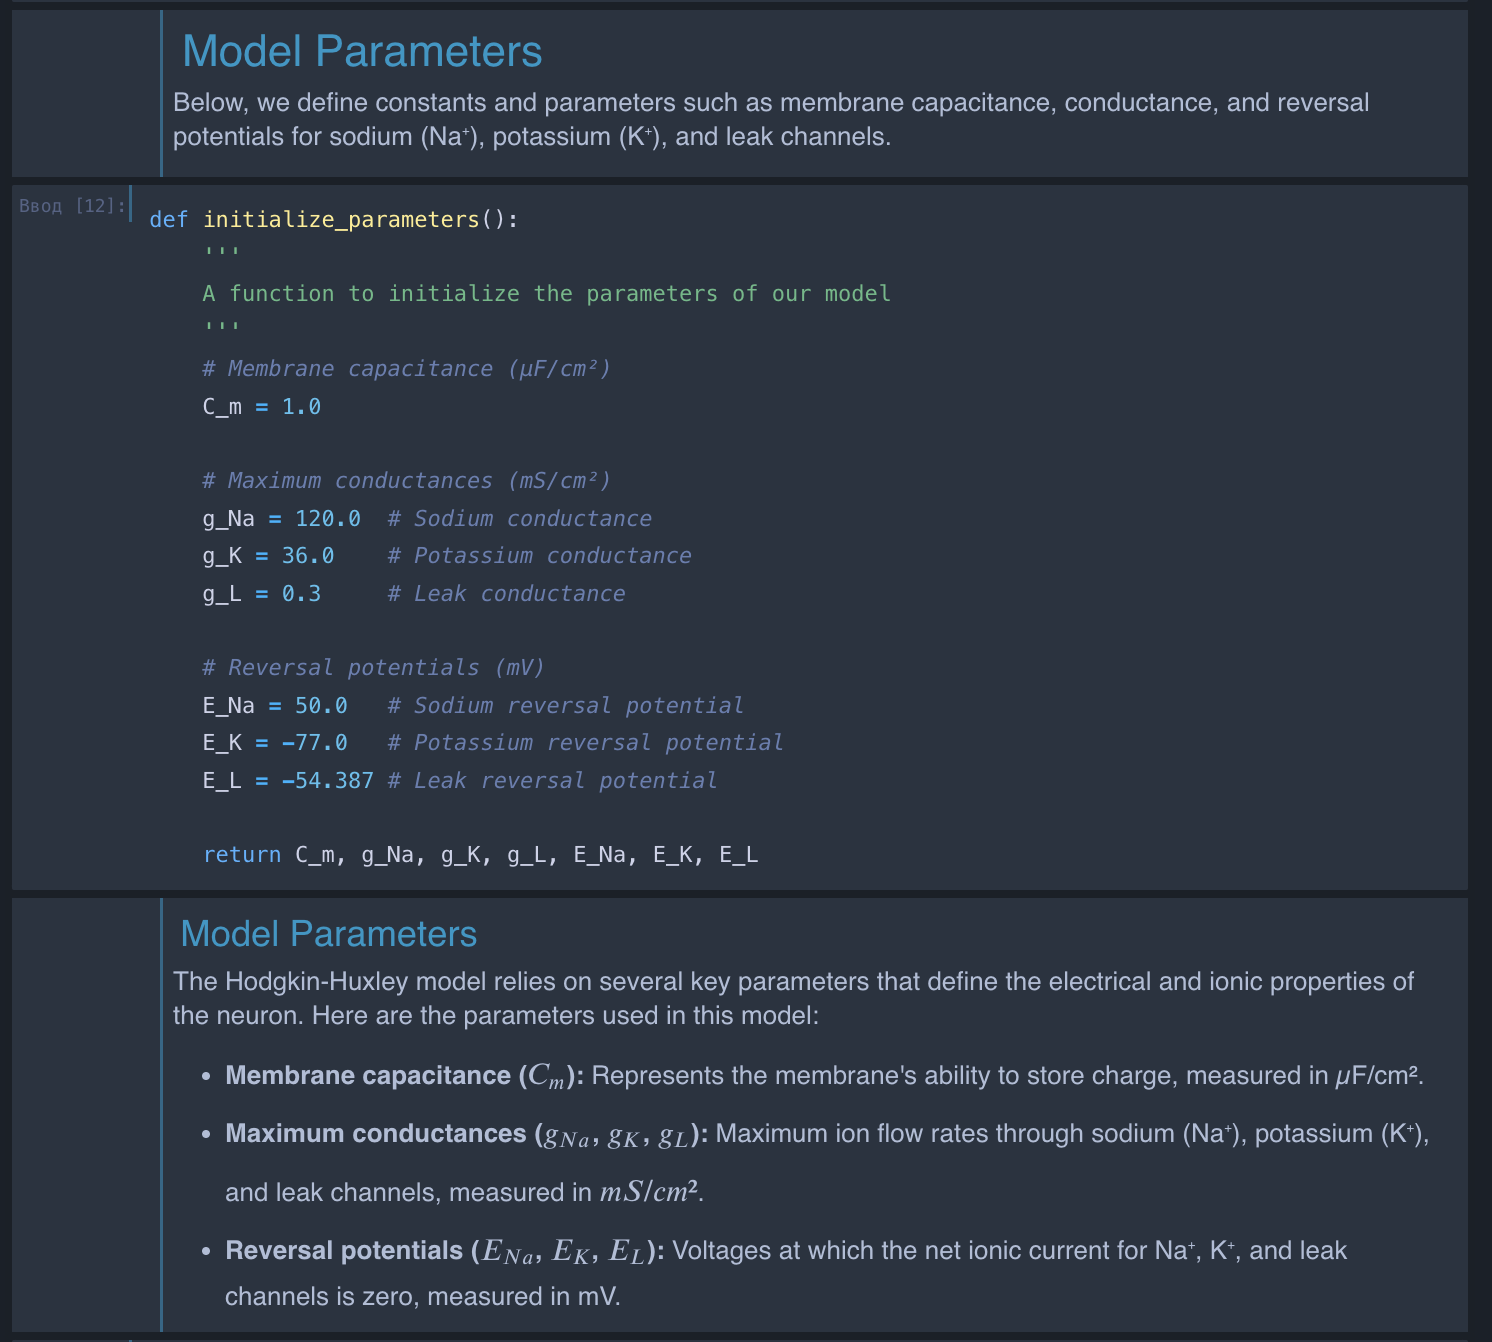 Model Parameters
Below, we define constants and parameters such as membrane capacitance, conductance, and reversal
potentials for sodium (Na⁺), potassium (K⁺), and leak channels.
Ввод [12]:
def initialize_parameters():
    '''
    A function to initialize the parameters of our model
    '''
    # Membrane capacitance (μF/cm²)
    C_m = 1.0
    # Maximum conductances (mS/cm²)
    g_Na = 120.0  # Sodium conductance
    g_K = 36.0    # Potassium conductance
    g_L = 0.3     # Leak conductance
    # Reversal potentials (mV)
    E_Na = 50.0   # Sodium reversal potential
    E_K = -77.0   # Potassium reversal potential
    E_L = -54.387 # Leak reversal potential
    return C_m, g_Na, g_K, g_L, E_Na, E_K, E_L
Model Parameters
The Hodgkin-Huxley model relies on several key parameters that define the electrical and ionic properties of
the neuron. Here are the parameters used in this model:
• Membrane capacitance (C_m): Represents the membrane's ability to store charge, measured in μF/cm².
• Maximum conductances (g_Na, g_K, g_L): Maximum ion flow rates through sodium (Na⁺), potassium (K⁺),
and leak channels, measured in mS/cm².
• Reversal potentials (E_Na, E_K, E_L): Voltages at which the net ionic current for Na⁺, K⁺, and leak
channels is zero, measured in mV.